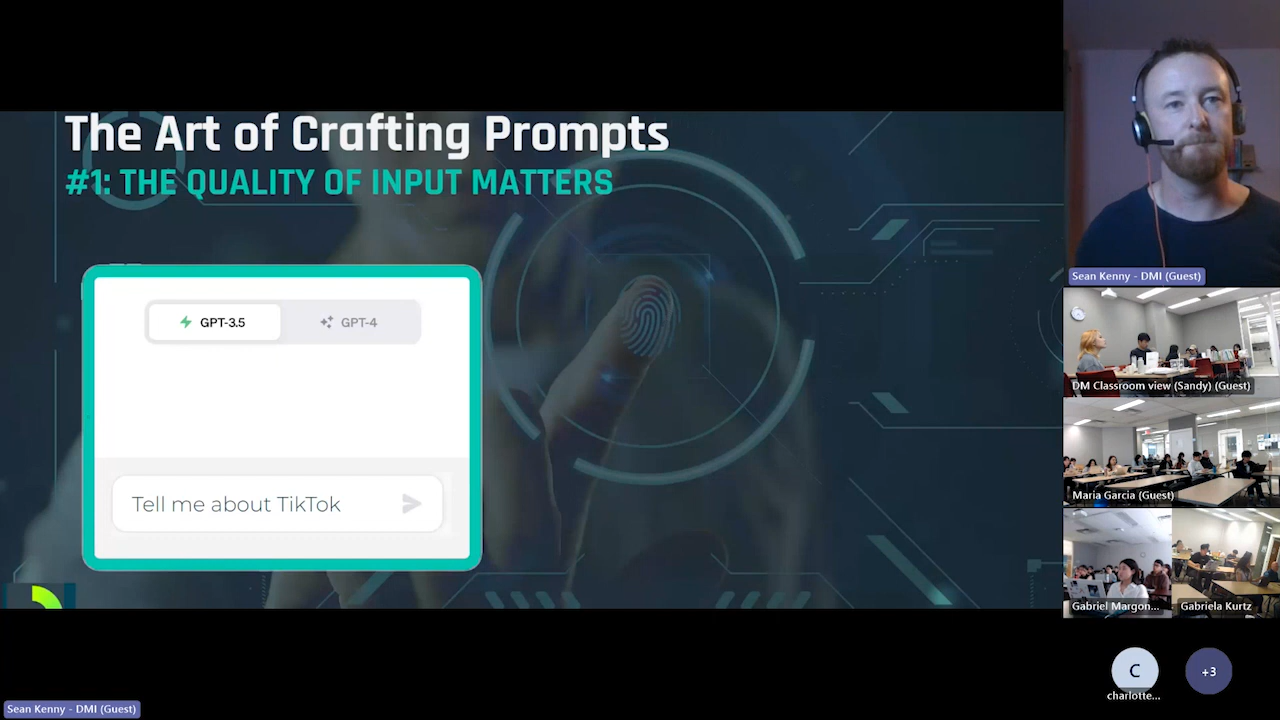 The Art of Crafting Prompts
#1: THE QUALITY OF INPUT MATTERS
GPT-3.5
GPT-4
Tell me about TikTok
Sean Kenny - DMI (Guest)
DM Classroom view (Sandy) (Guest)
Maria Garcia (Guest)
Gabriel Margon...
Gabriela Kurtz
C
charlotte...
+3
Sean Kenny - DMI (Guest)